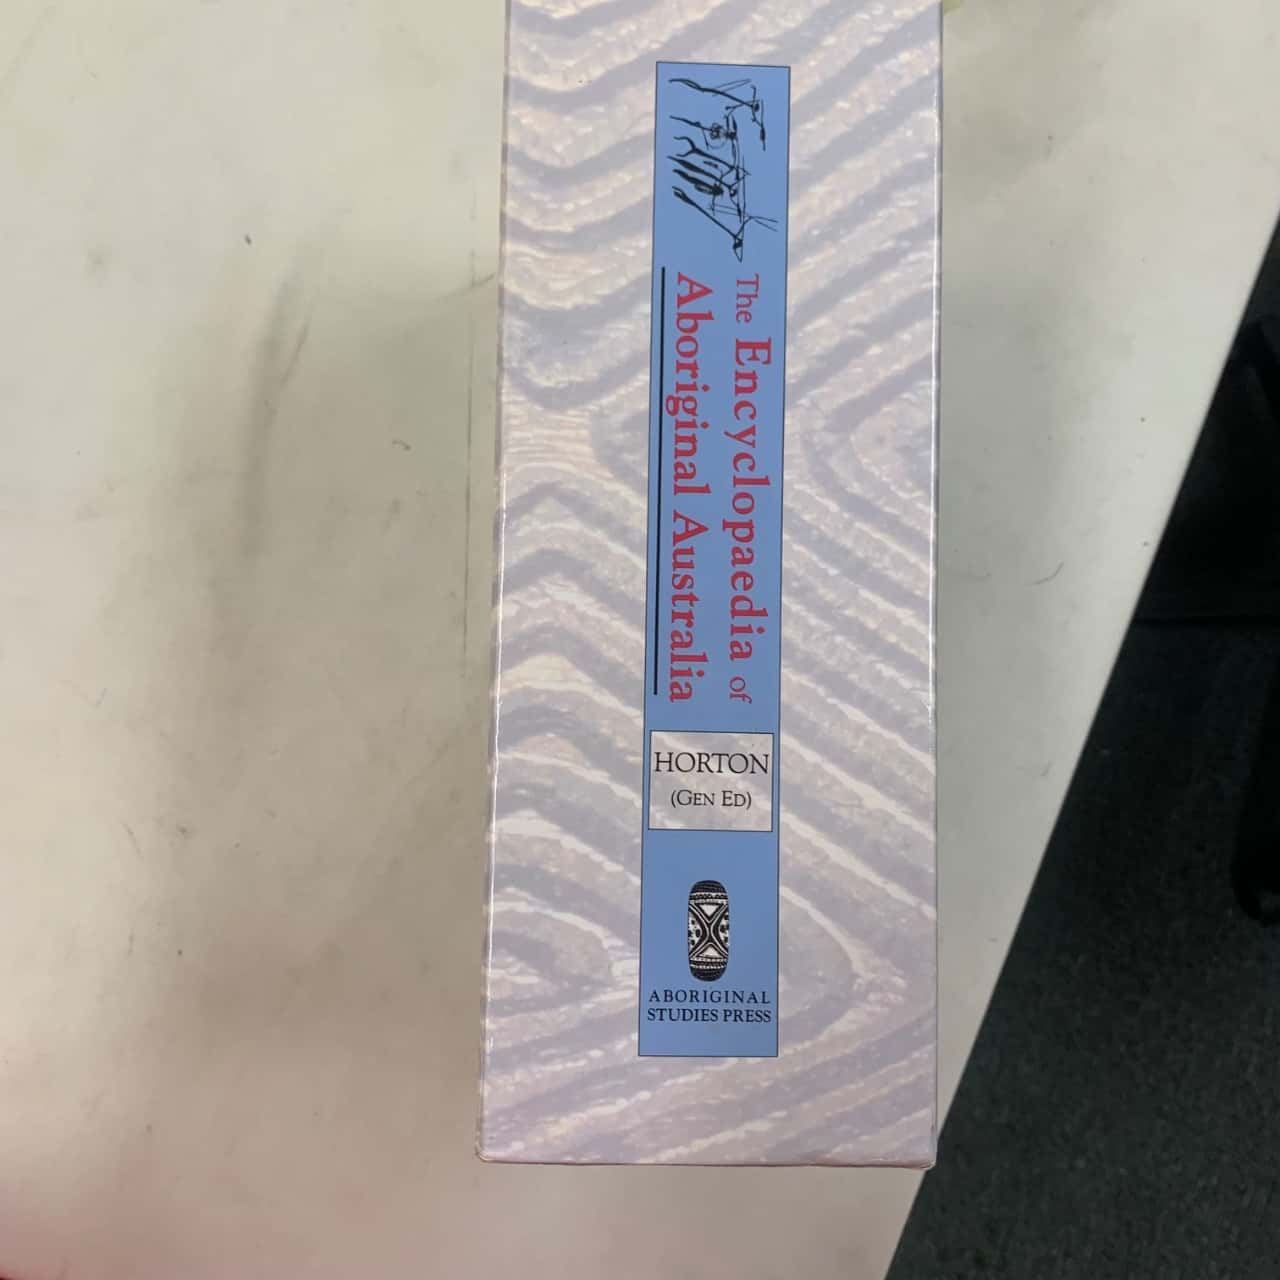 The Encyclopaedia of
Aboriginal Australia
HORTON
(GEN ED)
ABORIGINAL
STUDIES PRESS